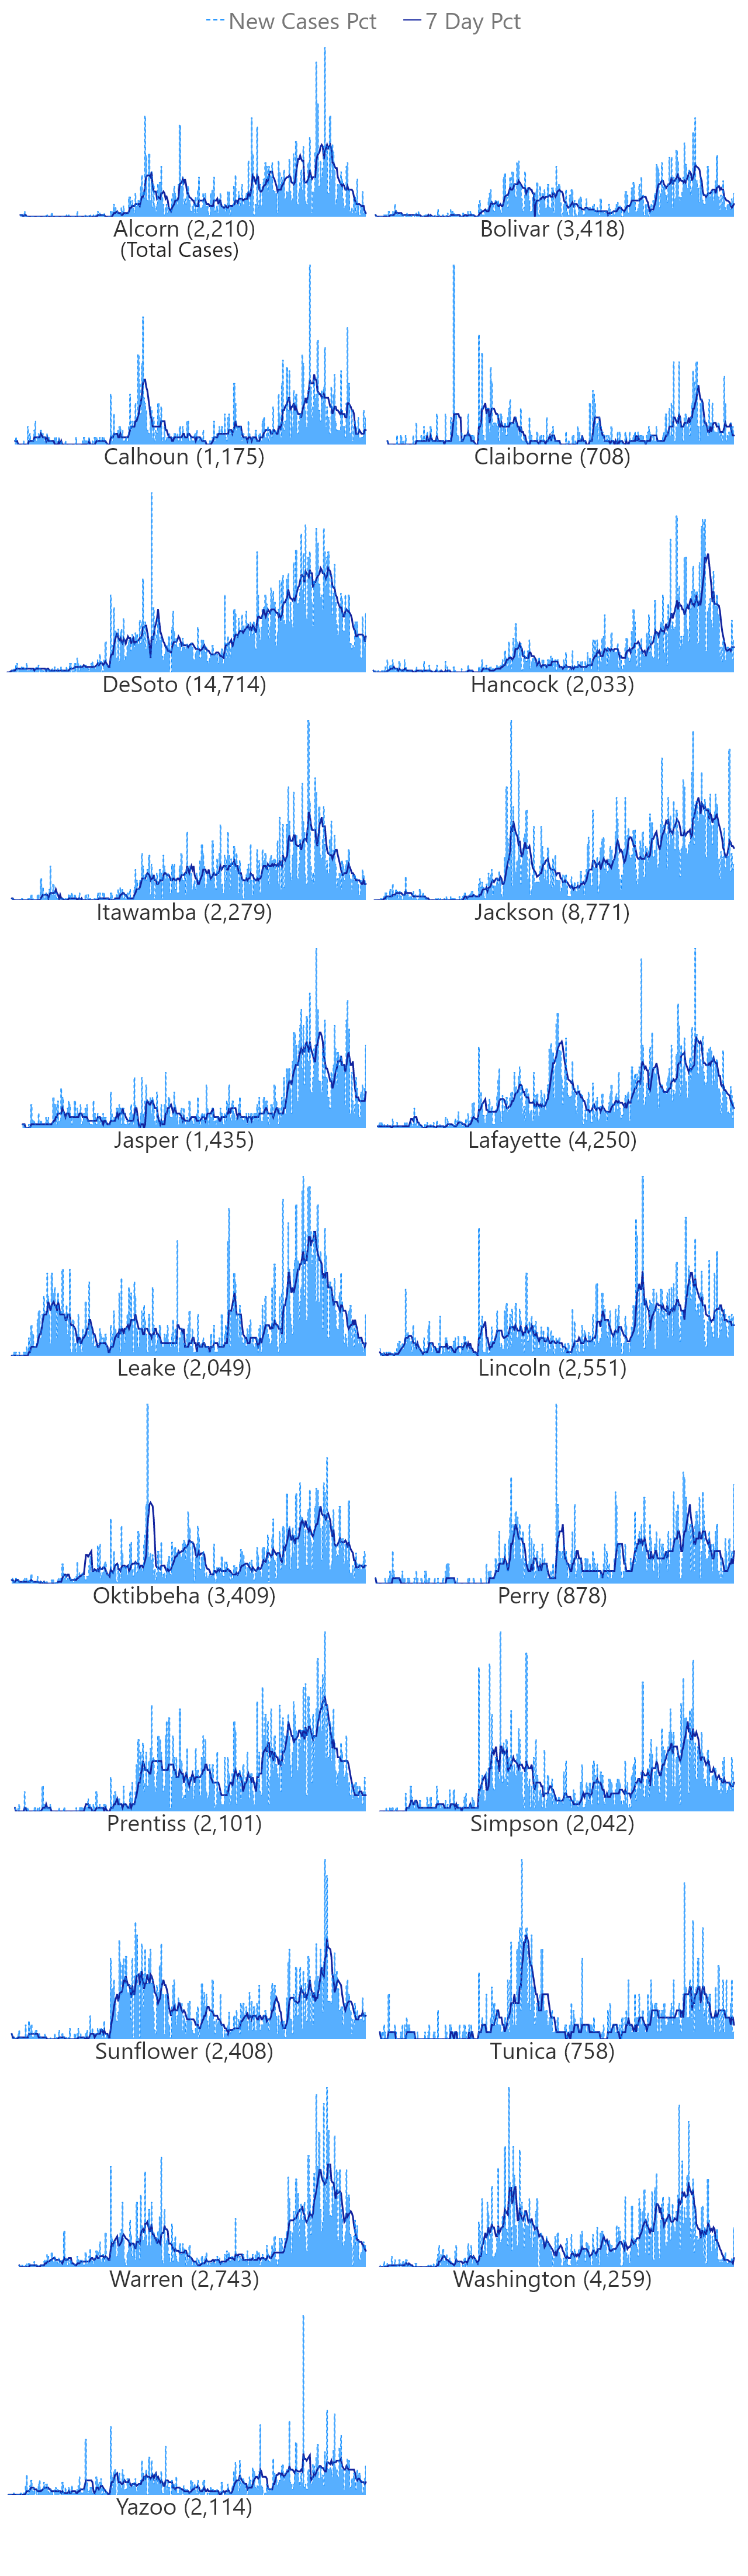 New Cases Pct 7 Day Pct
Alcorn (2,210) Bolivar (3,418)
(Total Cases)
Calhoun (1,175) Claiborne (708)
DeSoto (14,714) Hancock (2,033)
Itawamba (2,279) Jackson (8,771)
Jasper (1,435) Lafayette (4,250)
Leake (2,049) Lincoln (2,551)
Oktibbeha (3,409) Perry (878)
Prentiss (2,101) Simpson (2,042)
Sunflower (2,408) Tunica (758)
Warren (2,743) Washington (4,259)
Yazoo (2,114)